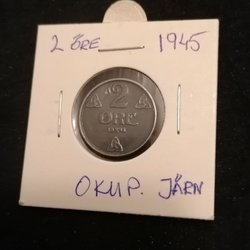 2 ÖRE 1945
2
ØRE
OKUP. JÄRN